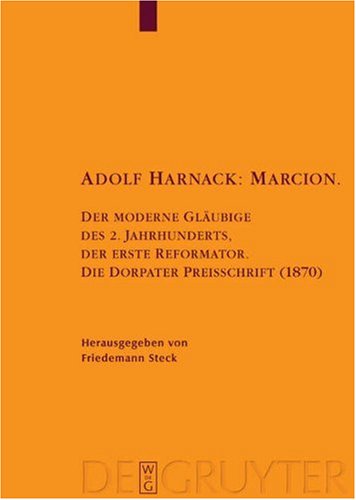 ADOLF HARNACK: MARCION.
DER MODERNE GLÄUBIGE
DES 2. JAHRHUNDERTS,
DER ERSTE REFORMATOR.
DIE DORPATER PREISSCHRIFT (1870)
Herausgegeben von
Friedemann Steck
W
DE
G
DE GRUYTER